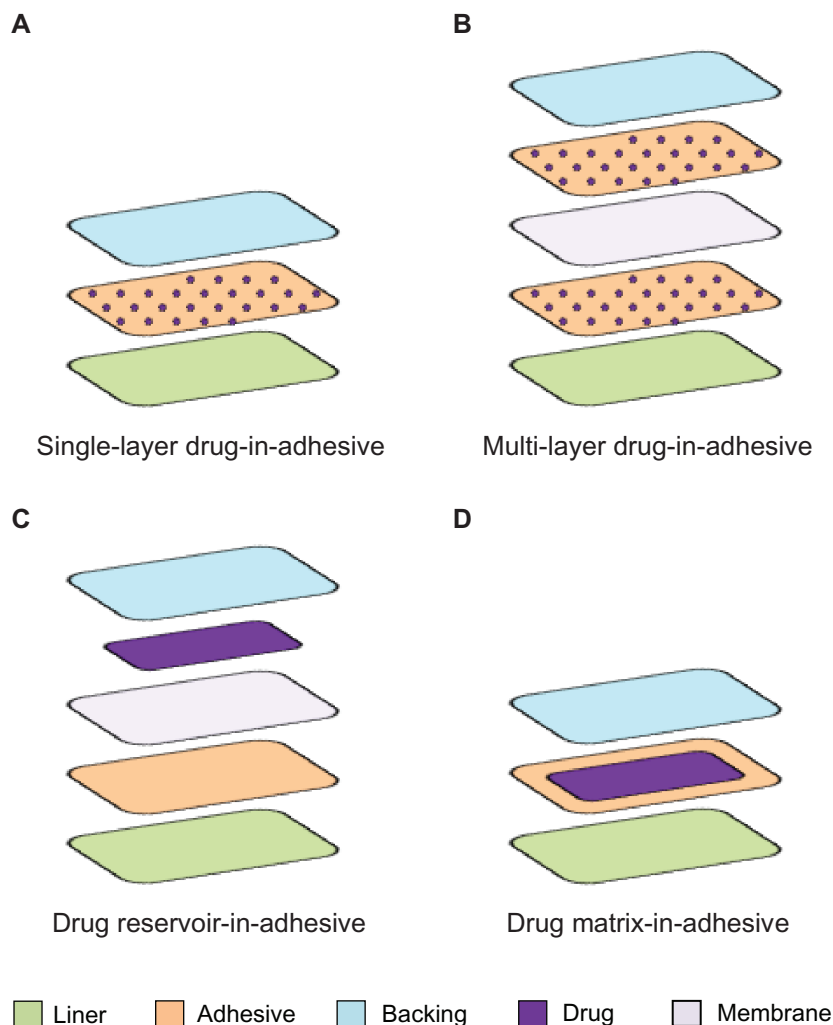 A
B
Single-layer drug-in-adhesive
Multi-layer drug-in-adhesive
C
D
Drug reservoir-in-adhesive
Drug matrix-in-adhesive
Liner
Adhesive
Backing
Drug
Membrane